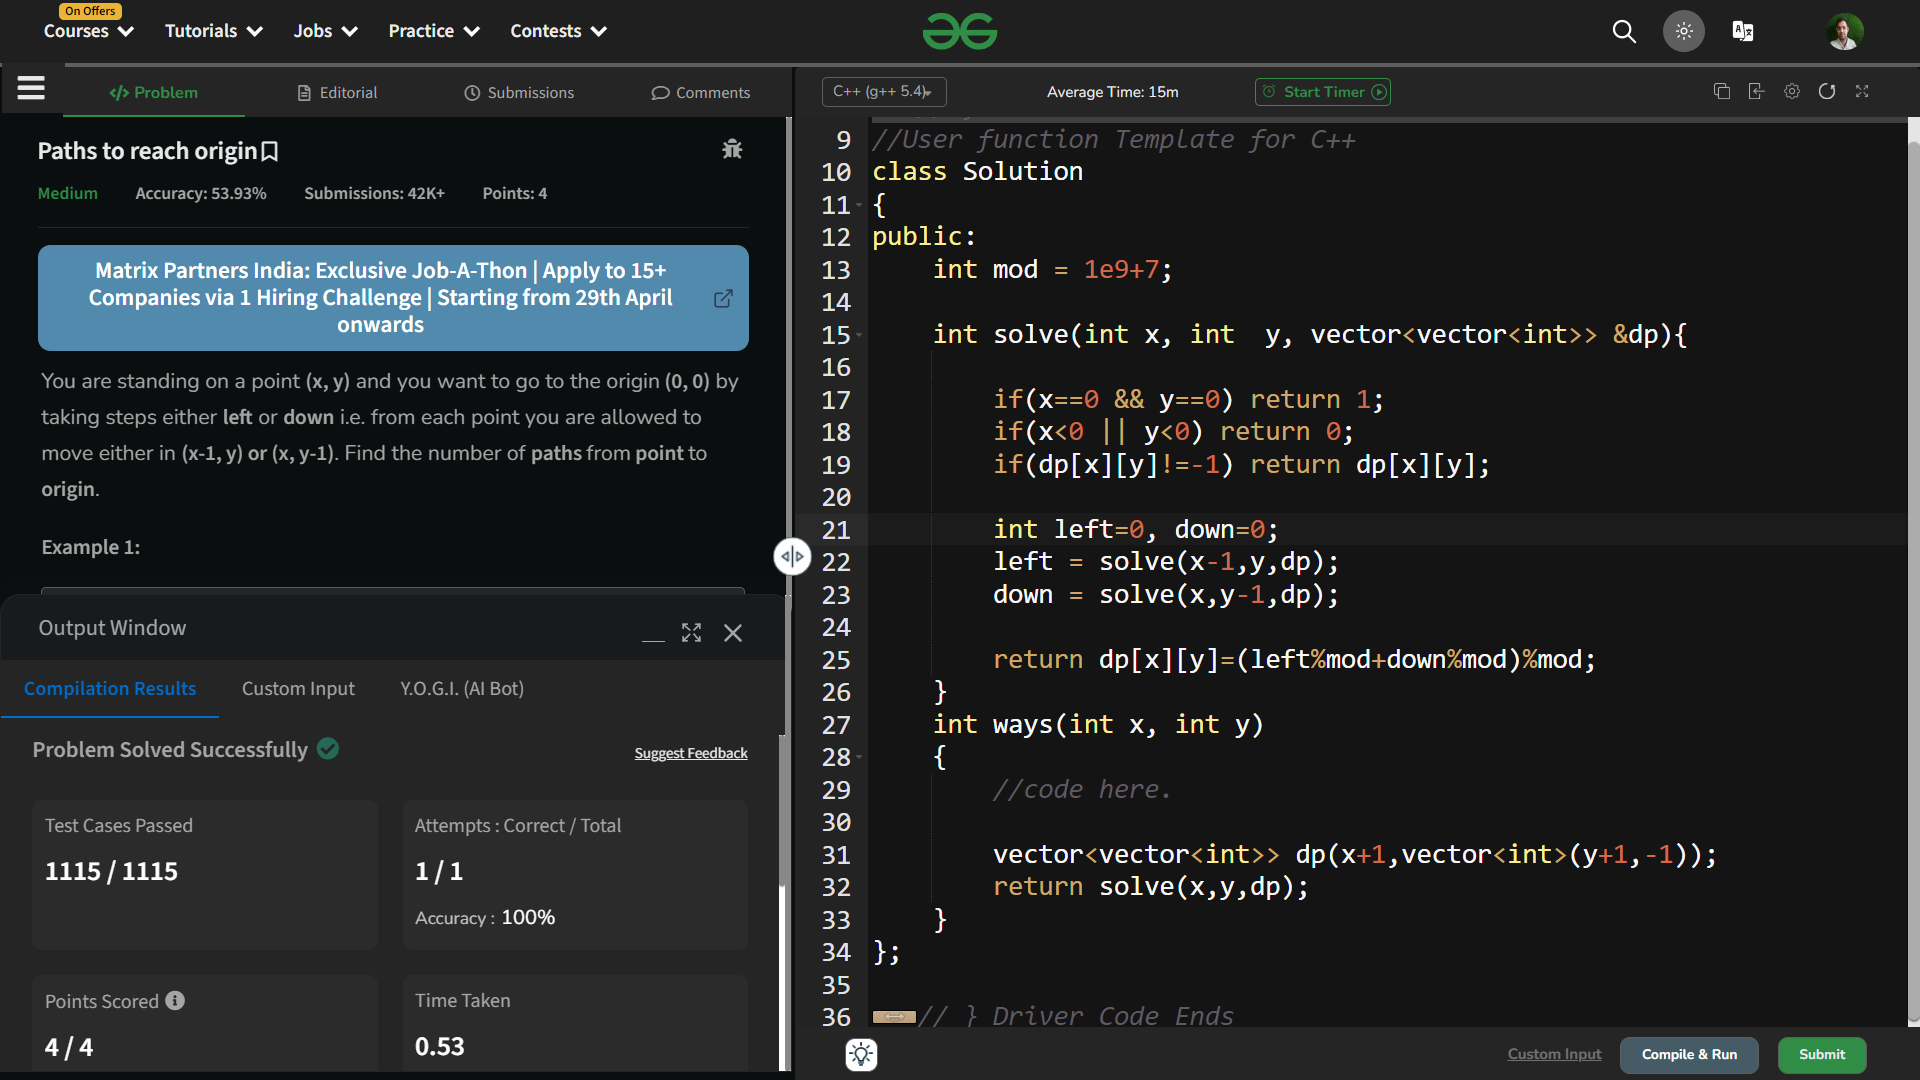 On Offers
Courses Tutorials Jobs Practice Contests
Problem Editorial Submissions Comments
Paths to reach origin
Medium Accuracy: 53.93% Submissions: 42K+ Points: 4
Matrix Partners India: Exclusive Job-A-Thon | Apply to 15+
Companies via 1 Hiring Challenge | Starting from 29th April
onwards
You are standing on a point (x, y) and you want to go to the origin (0, 0) by
taking steps either left or down i.e. from each point you are allowed to
move either in (x-1, y) or (x, y-1). Find the number of paths from point to
origin.
Example 1:
Output Window
Compilation Results Custom Input Y.O.G.I. (AI Bot)
Problem Solved Successfully
Suggest Feedback
Test Cases Passed
1115 / 1115
Attempts : Correct / Total
1 / 1
Accuracy : 100%
Points Scored
4 / 4
Time Taken
0.53
C++ (g++ 5.4)
Average Time: 15m
Start Timer
9 //User function Template for C++
10 class Solution
11 {
12 public:
13 int mod = 1e9+7;
14
15 int solve(int x, int  y, vector<vector<int>> &dp){
16
17 if(x==0 && y==0) return 1;
18 if(x<0 || y<0) return 0;
19 if(dp[x][y]!=-1) return dp[x][y];
20
21 int left=0, down=0;
22 left = solve(x-1,y,dp);
23 down = solve(x,y-1,dp);
24
25 return dp[x][y]=(left%mod+down%mod)%mod;
26 }
27 int ways(int x, int y)
28 {
29 //code here.
30
31 vector<vector<int>> dp(x+1,vector<int>(y+1,-1));
32 return solve(x,y,dp);
33 }
34 };
35
36 // } Driver Code Ends
Custom Input
Compile & Run
Submit